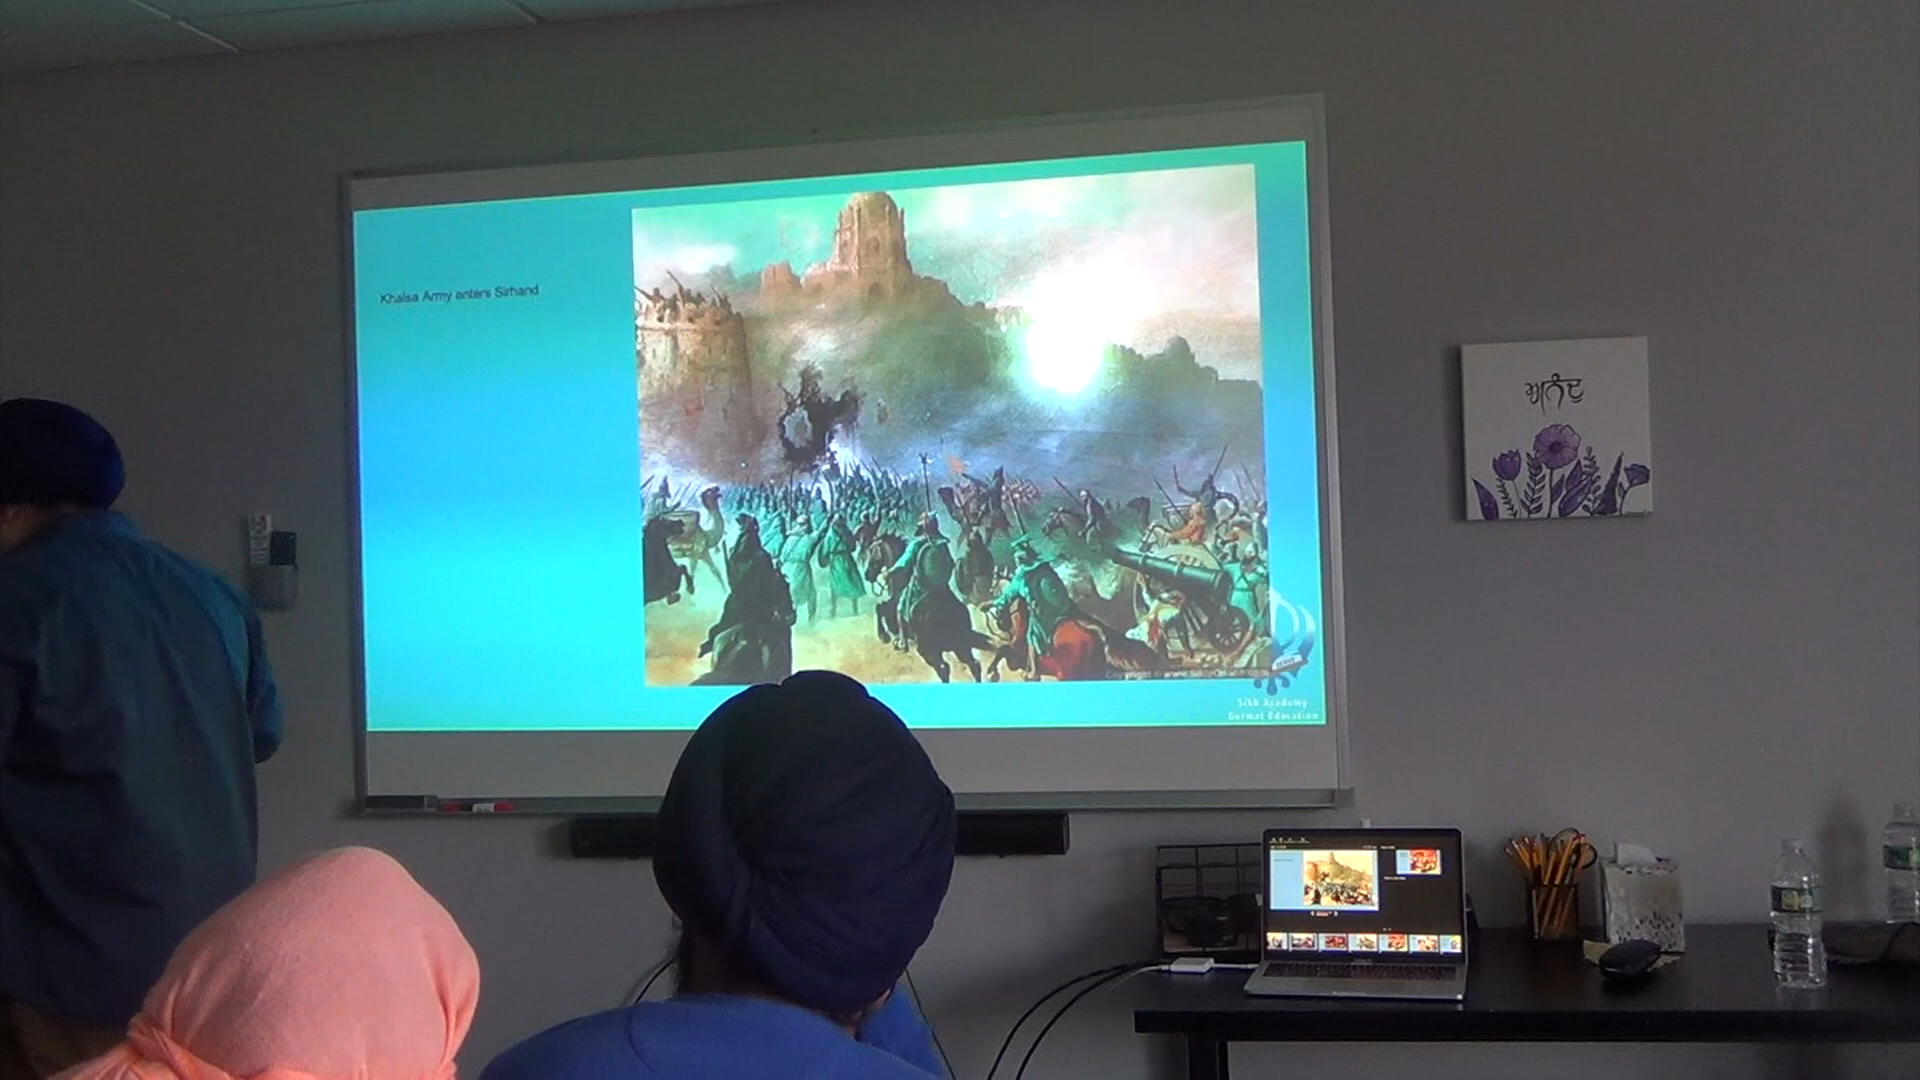 Khalsa Army enters Sirhand
ਅਨੰਦੁ
Sikh Academy
Gurmat Education